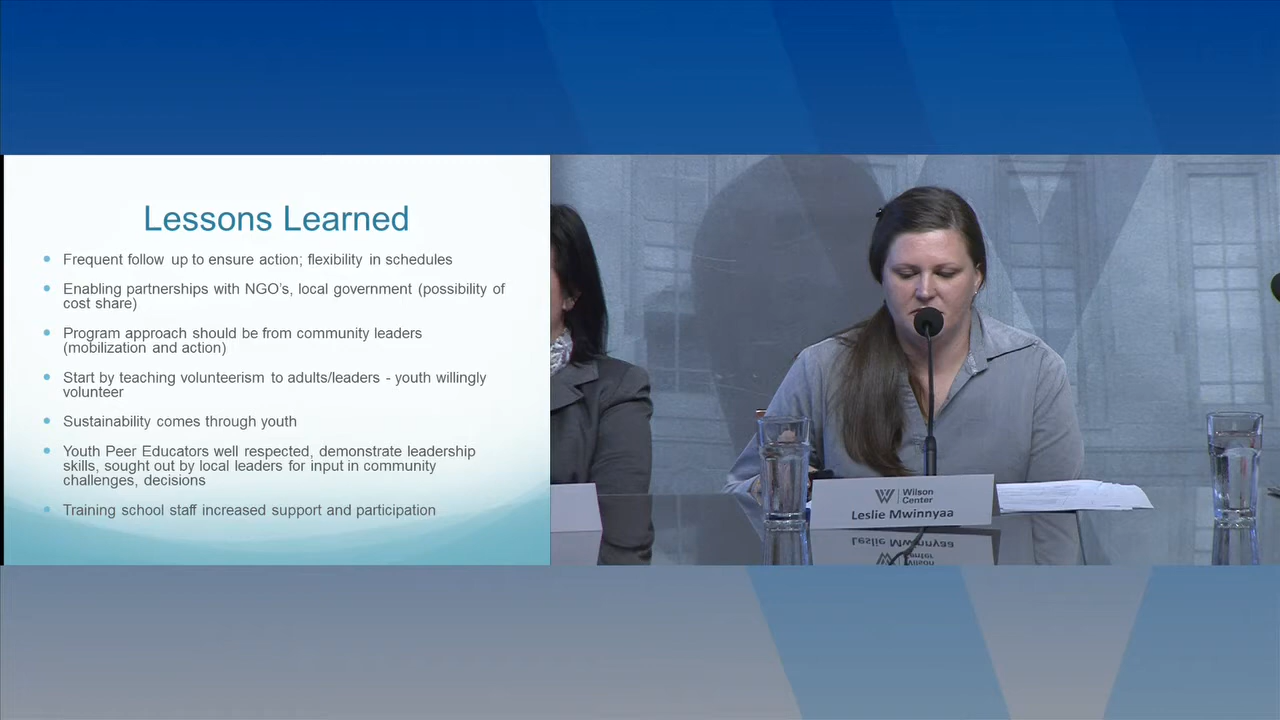 Lessons Learned
Frequent follow up to ensure action; flexibility in schedules
Enabling partnerships with NGO's, local government (possibility of
cost share)
Program approach should be from community leaders
(mobilization and action)
Start by teaching volunteerism to adults/leaders - youth willingly
volunteer
Sustainability comes through youth
Youth Peer Educators well respected, demonstrate leadership
skills, sought out by local leaders for input in community
challenges, decisions
Training school staff increased support and participation
Wilson
Center
Leslie Mwinnyaa